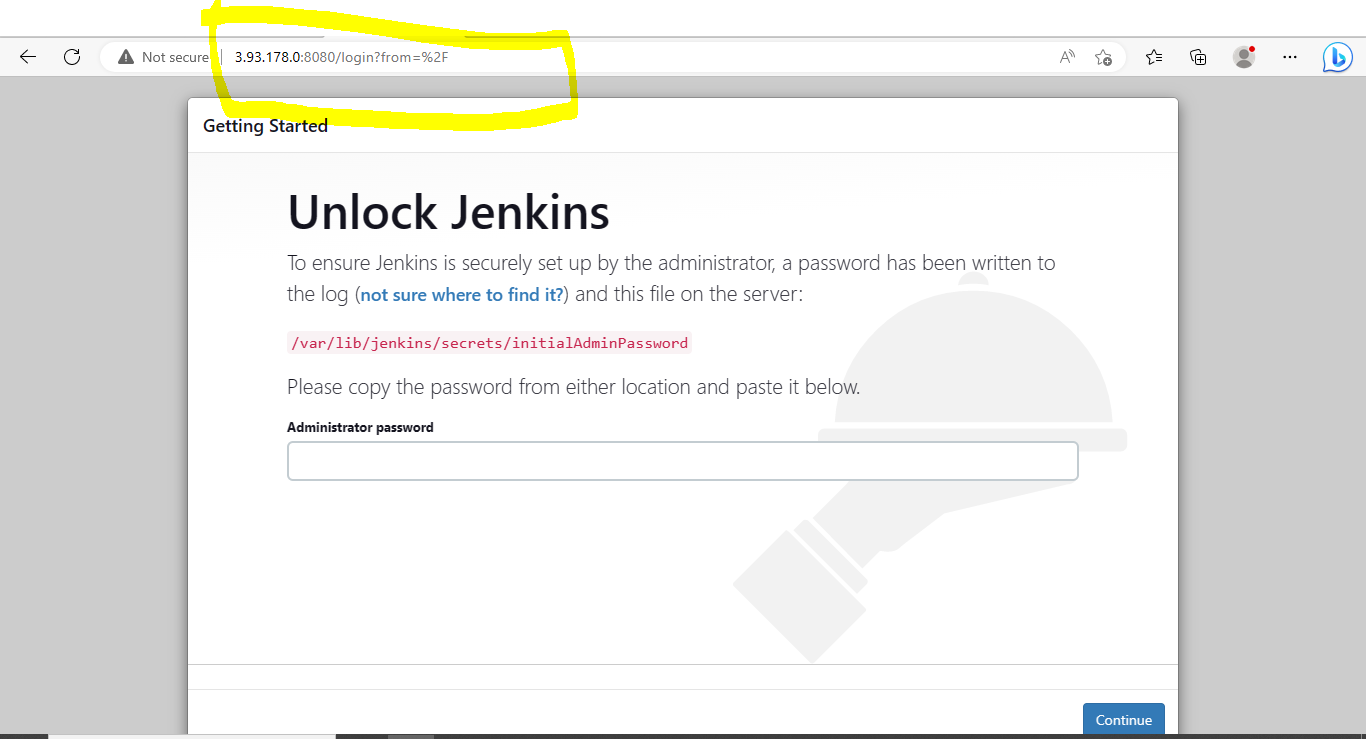 Not secure | 3.93.178.0:8080/login?from=%2F
Getting Started
Unlock Jenkins
To ensure Jenkins is securely set up by the administrator, a password has been written to
the log (not sure where to find it?) and this file on the server:
/var/lib/jenkins/secrets/initialAdminPassword
Please copy the password from either location and paste it below.
Administrator password
Continue